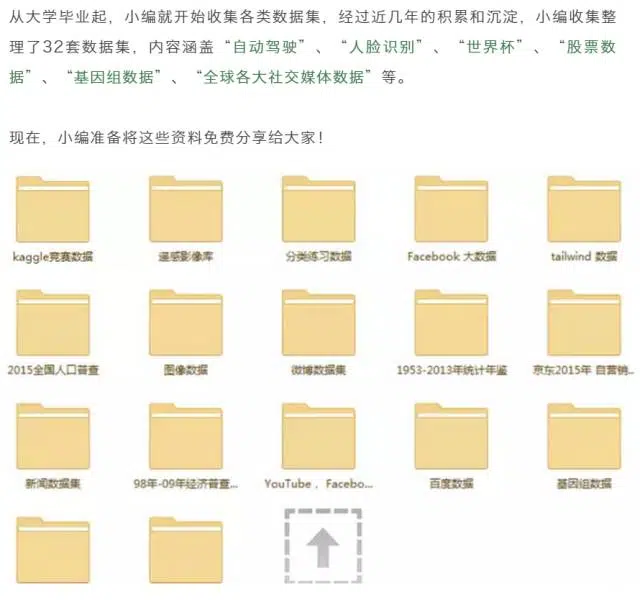 从大学毕业起，小编就开始收集各类数据集，经过近几年的积累和沉淀，小编收集整
理了32套数据集，内容涵盖“自动驾驶”、“人脸识别”、“世界杯”、“股票数
据”、“基因组数据”、“全球各大社交媒体数据”等。
现在，小编准备将这些资料免费分享给大家！
kaggle竞赛数据
遥感影像库
分类练习数据
Facebook 大数据
tailwind 数据
2015全国人口普查
图像数据
微博数据集
1953-2013年统计年鉴
京东2015年 自营销...
新闻数据集
98年-09年经济普查...
YouTube ，Facebo...
百度数据
基因组数据